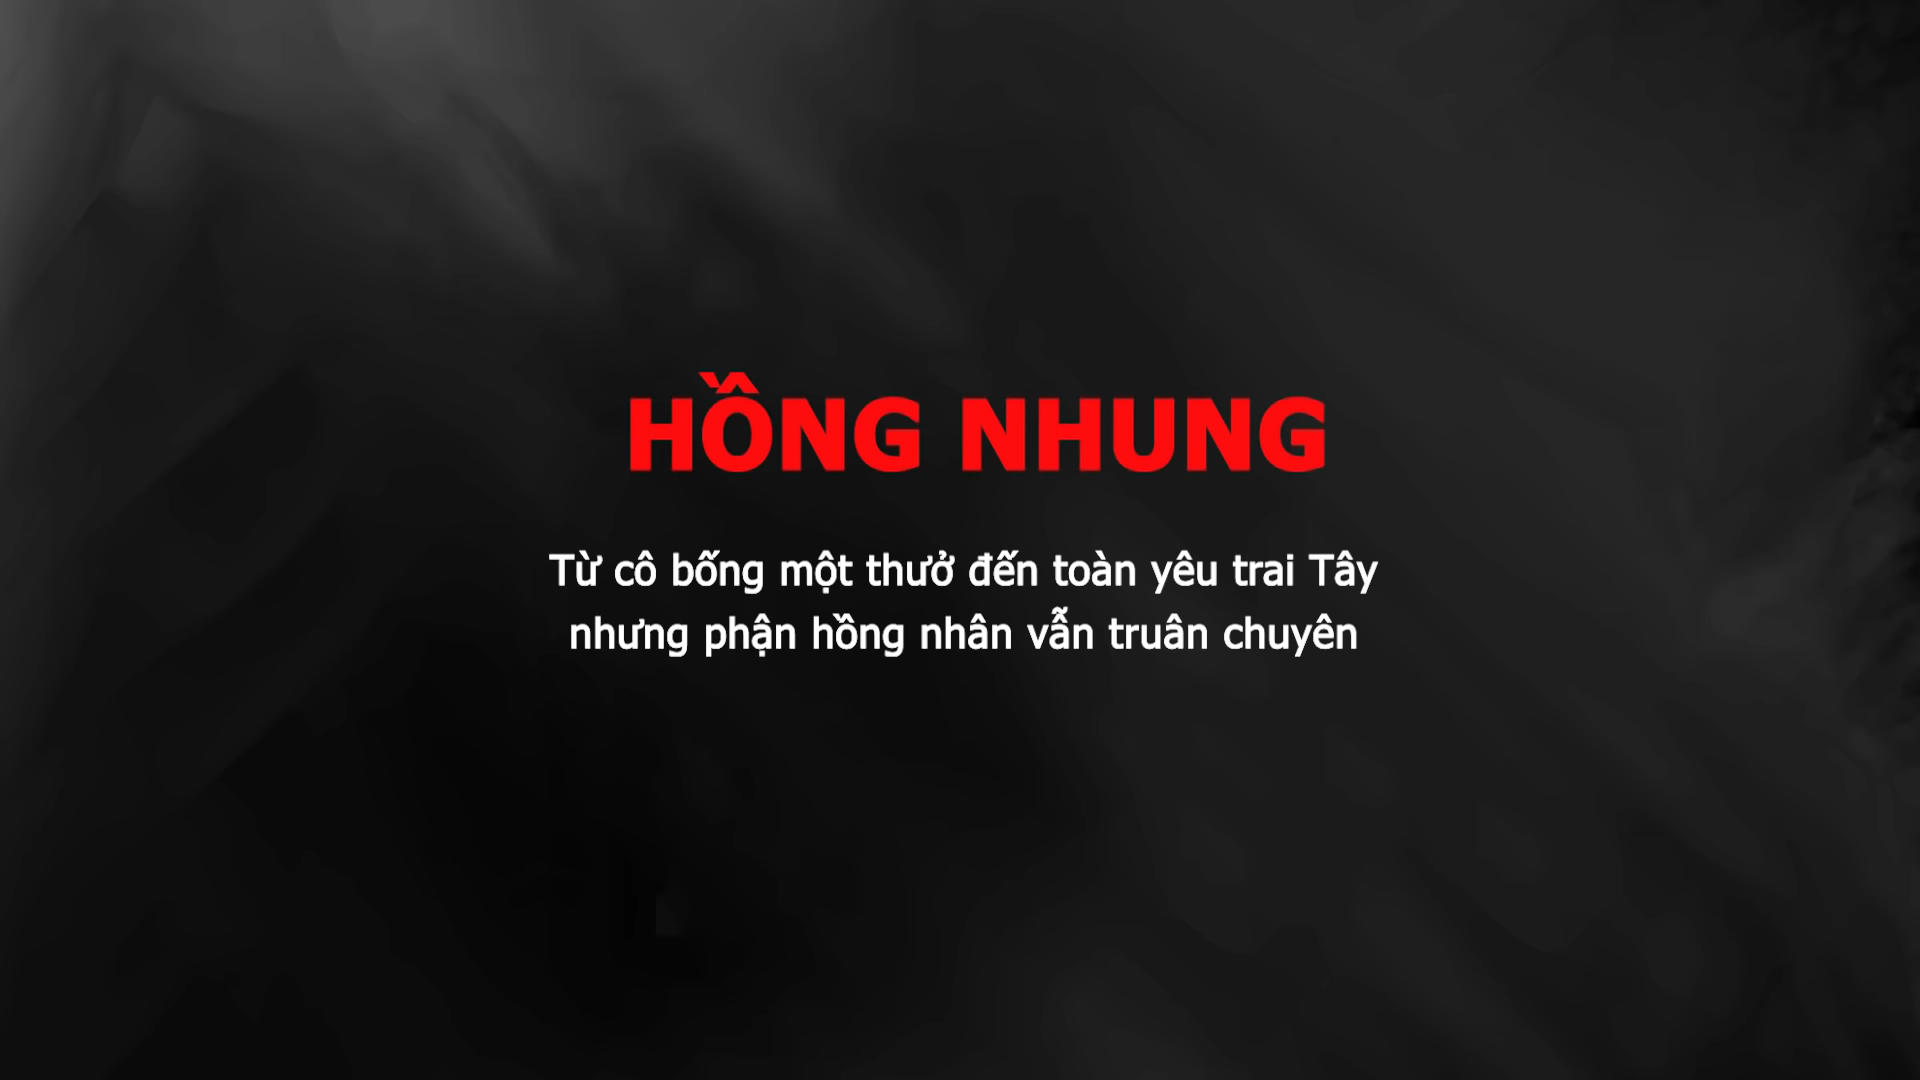 HỒNG NHUNG
Từ cô bống một thưở đến toàn yêu trai Tây
nhưng phận hồng nhân vẫn truân chuyên